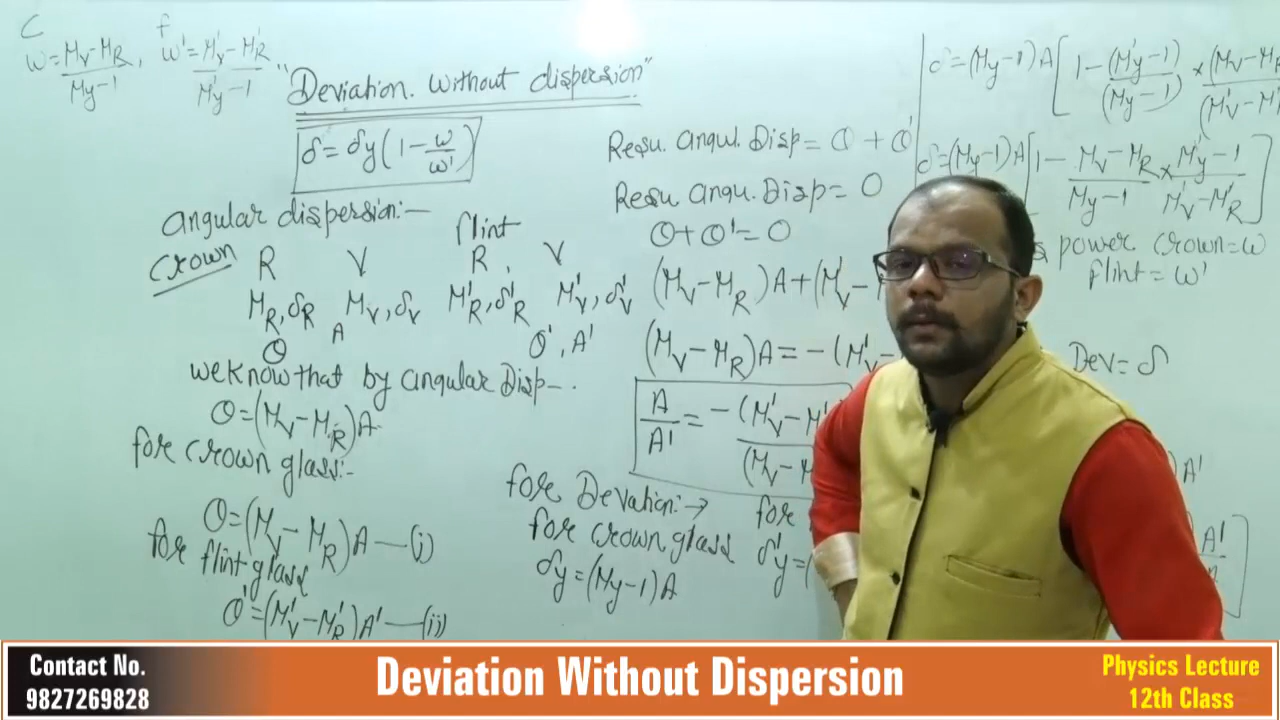 C f
ω = μV − μR / μy − 1 , ω' = μ'V − μ'R / μ'y − 1
"Deviation. Without dispersion"
δ = δy (1 − ω/ω')
Angular dispersion:−
Crown R V
flint R, V
μR, δR μV, δV
μ'R, δ'R μ'V, δ'V
θ A
θ', A'
we know that by angular Disp−.
θ = (μV − μR) A
for crown glass:-
θ = (μV − μR) A —(i)
for flint glass
θ' = (μ'V − μ'R) A' —(ii)
Resu. Angul. Disp = θ + θ'
Resu Angu. Disp = 0
θ + θ' = 0
(μV − μR) A + (μ'V −
(μV − μR) A = − (μ'V −
A/A' = − (μ'V − μ' / (μV − μ
for Devation:→
for crown glass
δy = (μy − 1) A
for
δ'y = (
δ = (μy − 1) A [1 − (μ'y − 1)/(μy − 1) × (μV − μR / (μ'V − μ'
δ = (μy − 1) A [1 − μV − μR / μy − 1 × μ'y − 1 / μ'V − μ'R]
power crown = ω
flint = ω'
Dev = δ
A'
A'
Contact No.
9827269828
Deviation Without Dispersion
Physics Lecture
12th Class